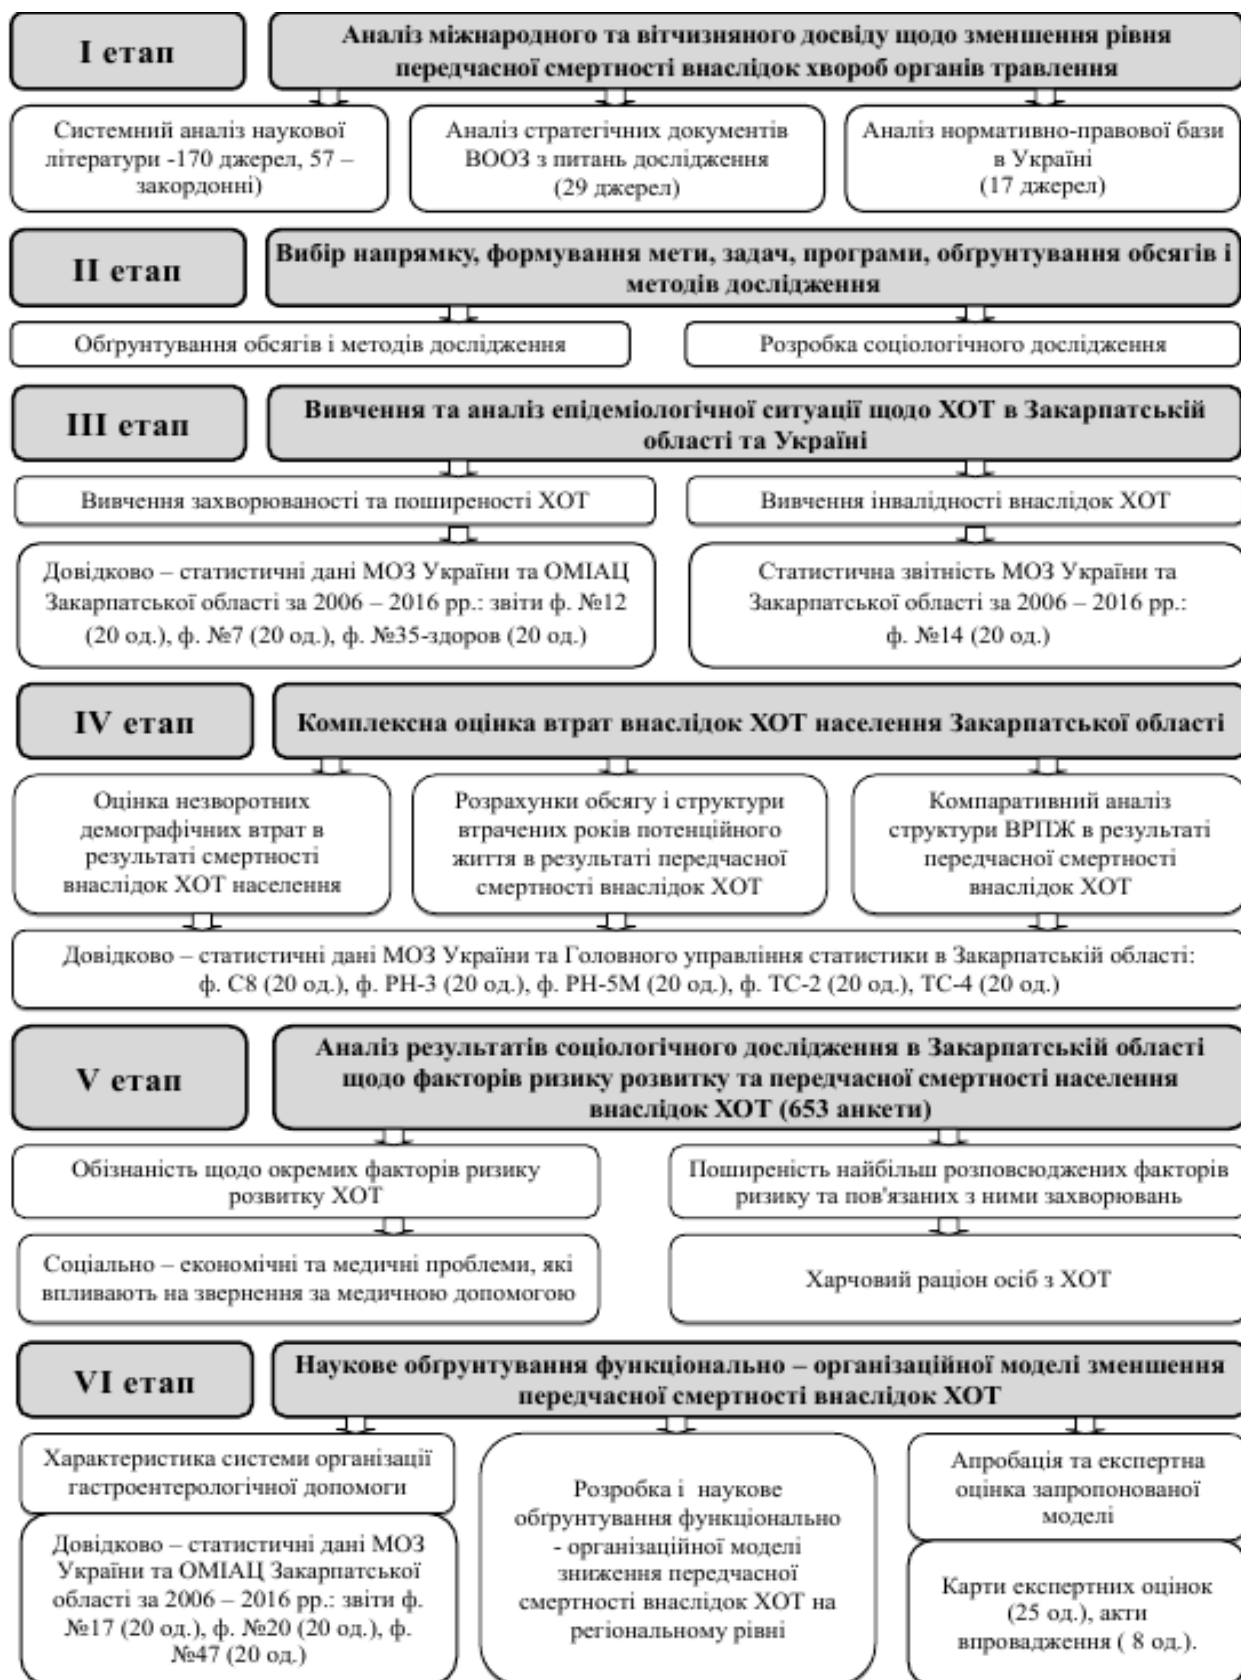 I етап
Аналіз міжнародного та вітчизняного досвіду щодо зменшення рівня
передчасної смертності внаслідок хвороб органів травлення
Системний аналіз наукової
літератури -170 джерел, 57 –
закордонні)
Аналіз стратегічних документів
ВООЗ з питань дослідження
(29 джерел)
Аналіз нормативно-правової бази
в Україні
(17 джерел)
II етап
Вибір напрямку, формування мети, задач, програми, обґрунтування обсягів і
методів дослідження
Обґрунтування обсягів і методів дослідження
Розробка соціологічного дослідження
III етап
Вивчення та аналіз епідеміологічної ситуації щодо ХОТ в Закарпатській
області та Україні
Вивчення захворюваності та поширеності ХОТ
Вивчення інвалідності внаслідок ХОТ
Довідково – статистичні дані МОЗ України та ОМІАЦ
Закарпатської області за 2006 – 2016 рр.: звіти ф. №12
(20 од.), ф. №7 (20 од.), ф. №35-здоров (20 од.)
Статистична звітність МОЗ України та
Закарпатської області за 2006 – 2016 рр.:
ф. №14 (20 од.)
IV етап
Комплексна оцінка втрат внаслідок ХОТ населення Закарпатської області
Оцінка незворотних
демографічних втрат в
результаті смертності
внаслідок ХОТ населення
Розрахунки обсягу і структури
втрачених років потенційного
життя в результаті передчасної
смертності внаслідок ХОТ
Компаративний аналіз
структури ВРПЖ в результаті
передчасної смертності
внаслідок ХОТ
Довідково – статистичні дані МОЗ України та Головного управління статистики в Закарпатській області:
ф. С8 (20 од.), ф. РН-3 (20 од.), ф. РН-5М (20 од.), ф. ТС-2 (20 од.), ТС-4 (20 од.)
V етап
Аналіз результатів соціологічного дослідження в Закарпатській області
щодо факторів ризику розвитку та передчасної смертності населення
внаслідок ХОТ (653 анкети)
Обізнаність щодо окремих факторів ризику
розвитку ХОТ
Поширеність найбільш розповсюджених факторів
ризику та пов'язаних з ними захворювань
Соціально – економічні та медичні проблеми, які
впливають на звернення за медичною допомогою
Харчовий раціон осіб з ХОТ
VI етап
Наукове обґрунтування функціонально – організаційної моделі зменшення
передчасної смертності внаслідок ХОТ
Характеристика системи організації
гастроентерологічної допомоги
Довідково – статистичні дані МОЗ
України та ОМІАЦ Закарпатської
області за 2006 – 2016 рр.: звіти ф.
№17 (20 од.), ф. №20 (20 од.), ф.
№47 (20 од.)
Розробка і наукове
обґрунтування функціонально
- організаційної моделі
зниження передчасної
смертності внаслідок ХОТ на
регіональному рівні
Апробація та експертна
оцінка запропонованої
моделі
Карти експертних оцінок
(25 од.), акти
впровадження ( 8 од.).